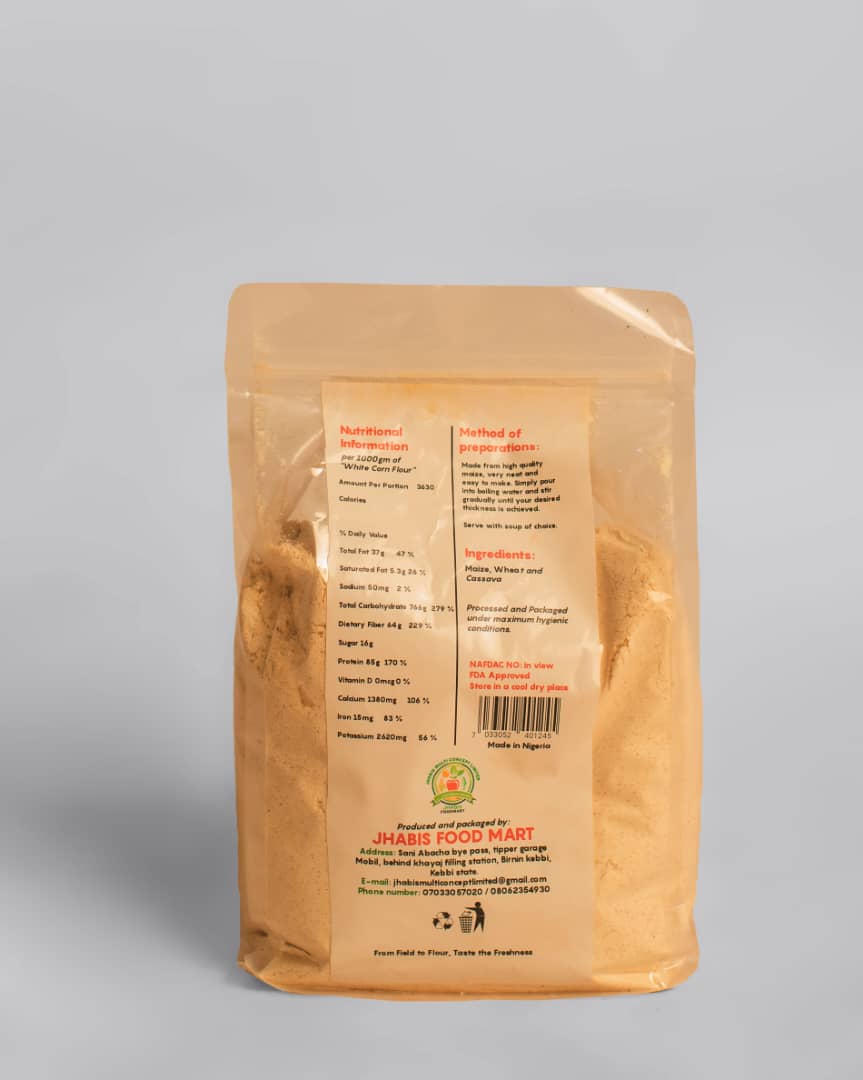 Nutritional
Information
per 1000gm of
"White Corn Flour"
Amount Per Portion 3630
Calories
% Daily Value
Total Fat 37g 47 %
Saturated Fat 5.3g 26 %
Sodium 50mg 2 %
Total Carbohydrate 766g 279 %
Dietary Fiber 64g 229 %
Sugar 16g
Protein 85g 170 %
Vitamin D 0mcg 0 %
Calcium 1380mg 106 %
Iron 15mg 83 %
Potassium 2620mg 56 %
Method of
preparations:
Made from high quality
maize, very neat and
easy to make. Simply pour
into boiling water and stir
gradually until your desired
thickness is achieved.
Serve with soup of choice.
Ingredients:
Maize, Wheat and
Cassava
Processed and Packaged
under maximum hygienic
conditions.
NAFDAC NO: In view
FDA Approved
Store in a cool dry place
7 033052 401245
Made in Nigeria
JHABIS MULTI CONCEPT LIMITED
JHABIS
FOODMART
Produced and packaged by:
JHABIS FOOD MART
Address: Sani Abacha bye pass, tipper garage
Mobil, behind khayaj filling station, Birnin kebbi,
Kebbi state.
E-mail: jhabismulticonceptlimited@gmail.com
Phone number: 07033057020 / 08062354930
From Field to Flour, Taste the Freshness